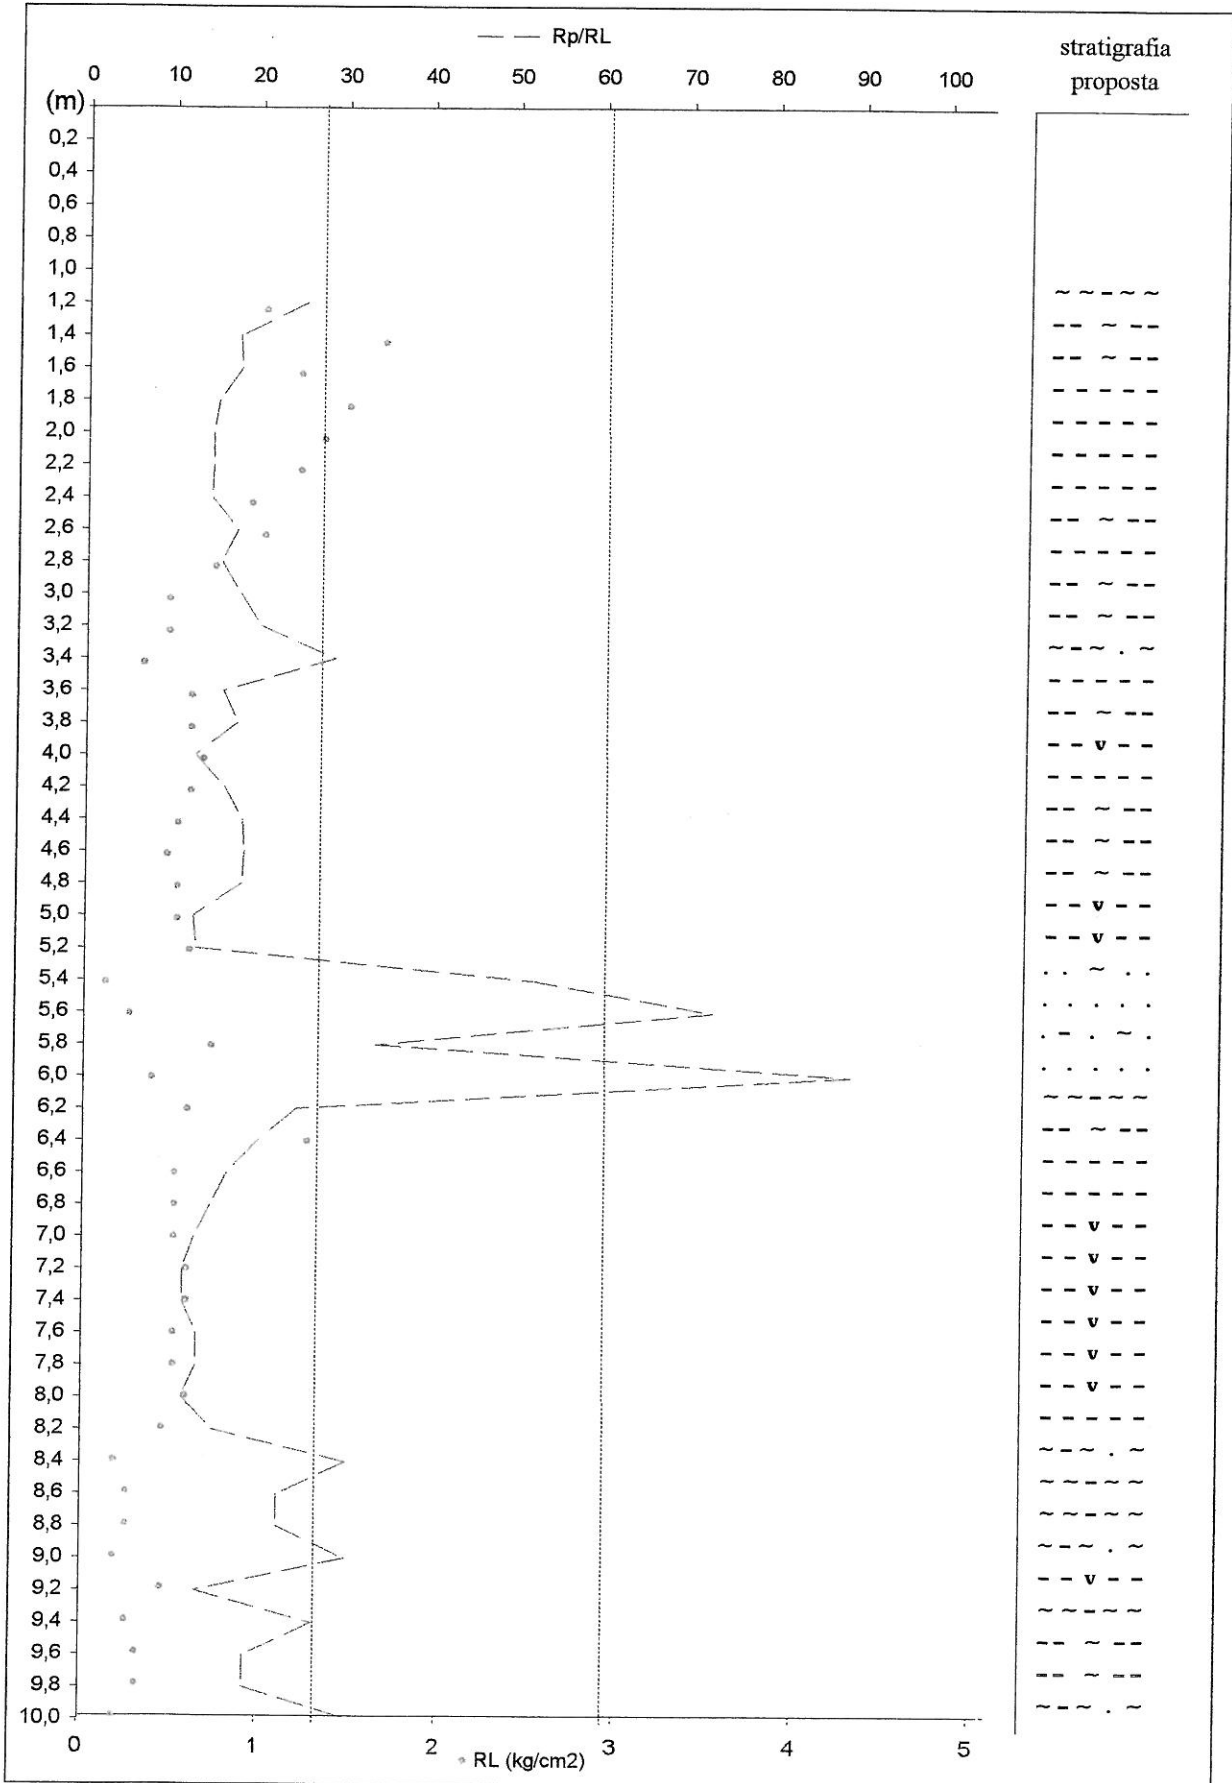 Rp/RL
stratigrafia
proposta
0 10 20 30 40 50 60 70 80 90 100
(m)
0,2
0,4
0,6
0,8
1,0
1,2 ~ ~ - ~ ~
1,4 -- ~ --
1,6 -- ~ --
1,8 - - - - -
2,0 - - - - -
2,2 - - - - -
2,4 - - - - -
2,6 -- ~ --
2,8 - - - - -
3,0 -- ~ --
3,2 -- ~ --
3,4 ~ - ~ . ~
3,6 - - - - -
3,8 -- ~ --
4,0 - - v - -
4,2 - - - - -
4,4 -- ~ --
4,6 -- ~ --
4,8 -- ~ --
5,0 - - v - -
5,2 - - v - -
5,4 . . ~ . .
5,6 . . . . .
5,8 . - . ~ .
6,0 . . . . .
6,2 ~ ~ - ~ ~
6,4 -- ~ --
6,6 - - - - -
6,8 - - - - -
7,0 - - v - -
7,2 - - v - -
7,4 - - v - -
7,6 - - v - -
7,8 - - v - -
8,0 - - v - -
8,2 - - - - -
8,4 ~ - ~ . ~
8,6 ~ ~ - ~ ~
8,8 ~ ~ - ~ ~
9,0 ~ - ~ . ~
9,2 - - v - -
9,4 ~ ~ - ~ ~
9,6 -- ~ --
9,8 -- ~ --
10,0 ~ - ~ . ~
0 1 2 3 4 5
RL (kg/cm2)